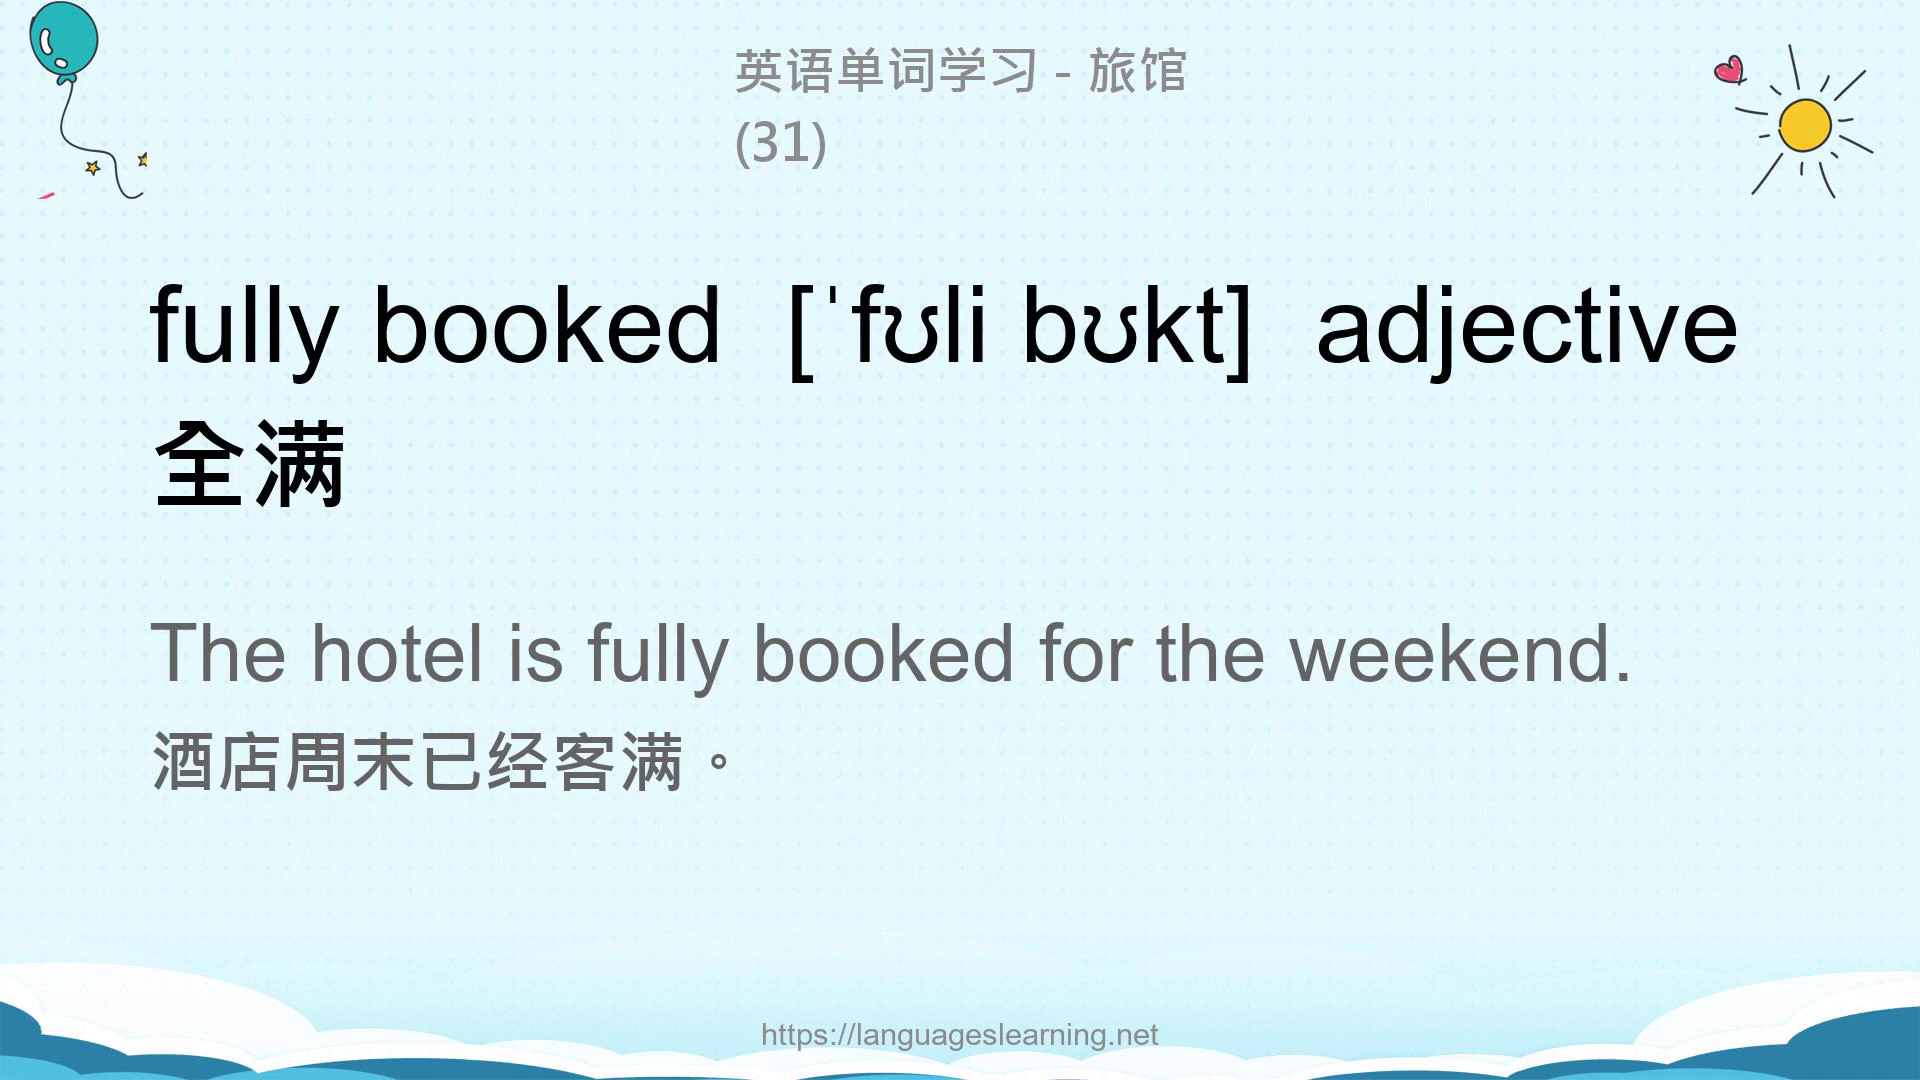 英语单词学习 - 旅馆
(31)
fully booked [ˈfʊli bʊkt] adjective
全满
The hotel is fully booked for the weekend.
酒店周末已经客满。
https://languageslearning.net